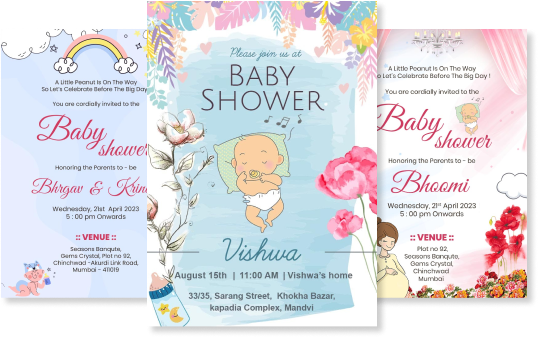 A Little Peanut Is On The Way
So Let's Celebrate Before The Big Day
You are cordially invited to the
Baby
shower
Honoring the Parents to - be
Bhrgav & Krin
Wednesday, 21st April 2023
5 : 00 pm Onwards
:: VENUE ::
Seasons Banqute,
Gems Crystal, Plot no 92,
Chinchwad -Akurdi Link Road,
Mumbai - 411019
Please join us at
BABY
SHOWER
Vishwa
August 15th | 11:00 AM | Vishwa's home
33/35, Sarang Street, Khokha Bazar,
kapadia Complex, Mandvi
A Little Peanut Is On The Way
So Let's Celebrate Before The Big Day !
You are cordially invited to the
Baby
shower
Honoring the Parents to - be
Bhoomi
Wednesday, 21st April 2023
5 : 00 pm Onwards
:: VENUE ::
Plot no 92,
Seasons Banqute,
Gems Crystal,
Chinchwad
Mumbai